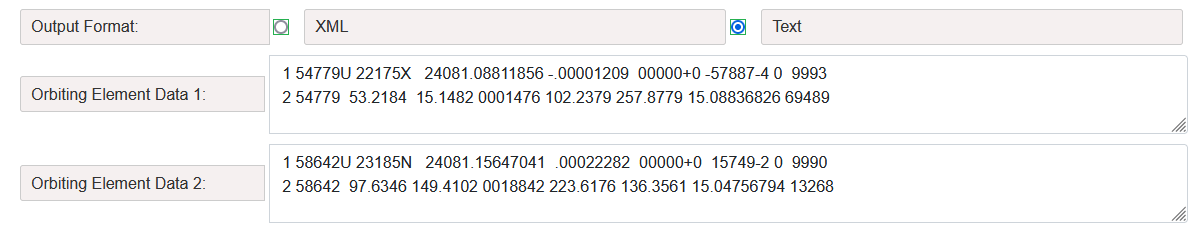 Output Format: XML Text
Orbiting Element Data 1:
1 54779U 22175X   24081.08811856 -.00001209  00000+0 -57887-4 0  9993
2 54779  53.2184  15.1482 0001476 102.2379 257.8779 15.08836826 69489
Orbiting Element Data 2:
1 58642U 23185N   24081.15647041  .00022282  00000+0  15749-2 0  9990
2 58642  97.6346 149.4102 0018842 223.6176 136.3561 15.04756794 13268